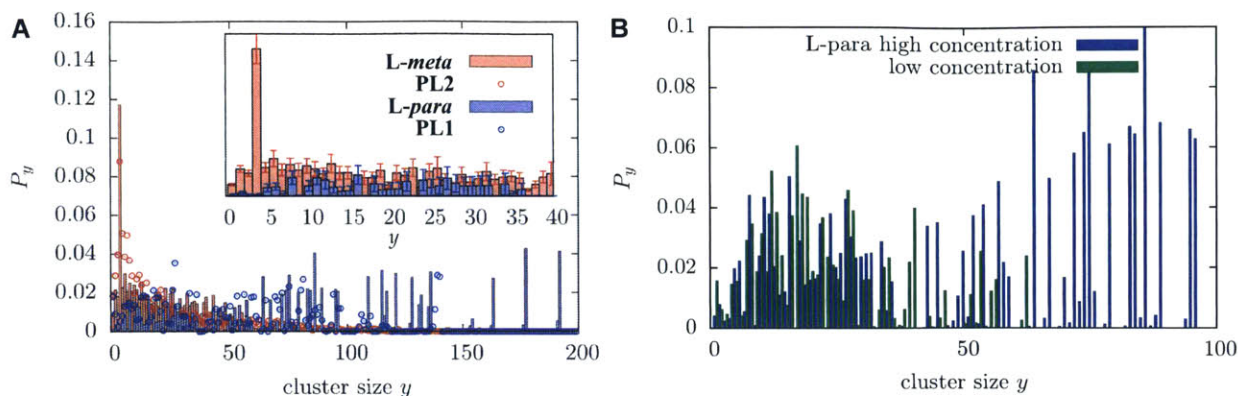 A
0.16
0.14
0.12
0.1
0.08
0.06
0.04
0.02
0
P_y
0 50 100 150 200
cluster size y
L-meta
PL2
L-para
PL1
0 5 10 15 20 25 30 35 40
y
B
0.1
0.08
0.06
0.04
0.02
0
P_y
L-para high concentration
low concentration
0 50 100
cluster size y